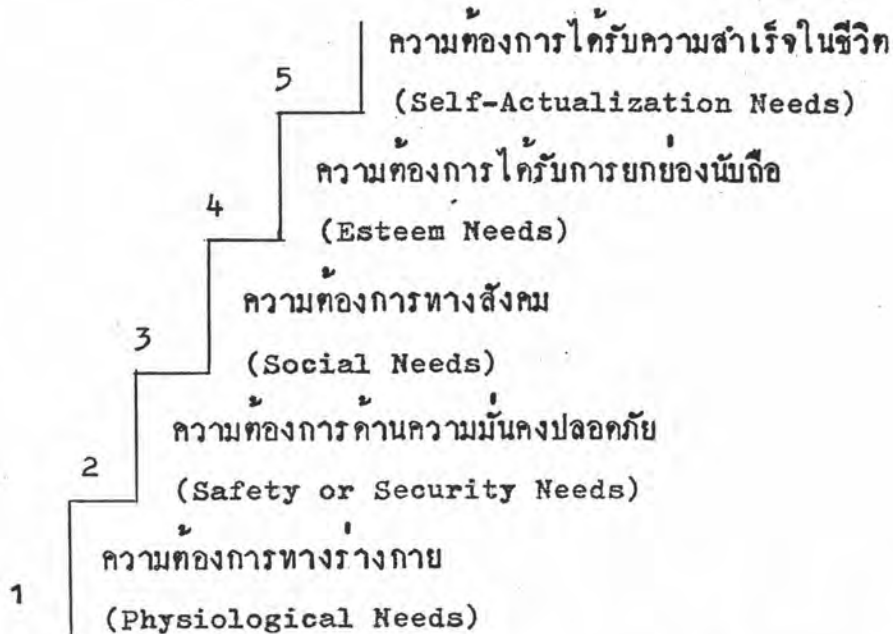 ความต้องการได้รับความสำเร็จในชีวิต
5
(Self-Actualization Needs)
ความต้องการได้รับการยกย่องนับถือ
4
(Esteem Needs)
ความต้องการทางสังคม
3
(Social Needs)
ความต้องการด้านความมั่นคงปลอดภัย
2
(Safety or Security Needs)
ความต้องการทางร่างกาย
1
(Physiological Needs)